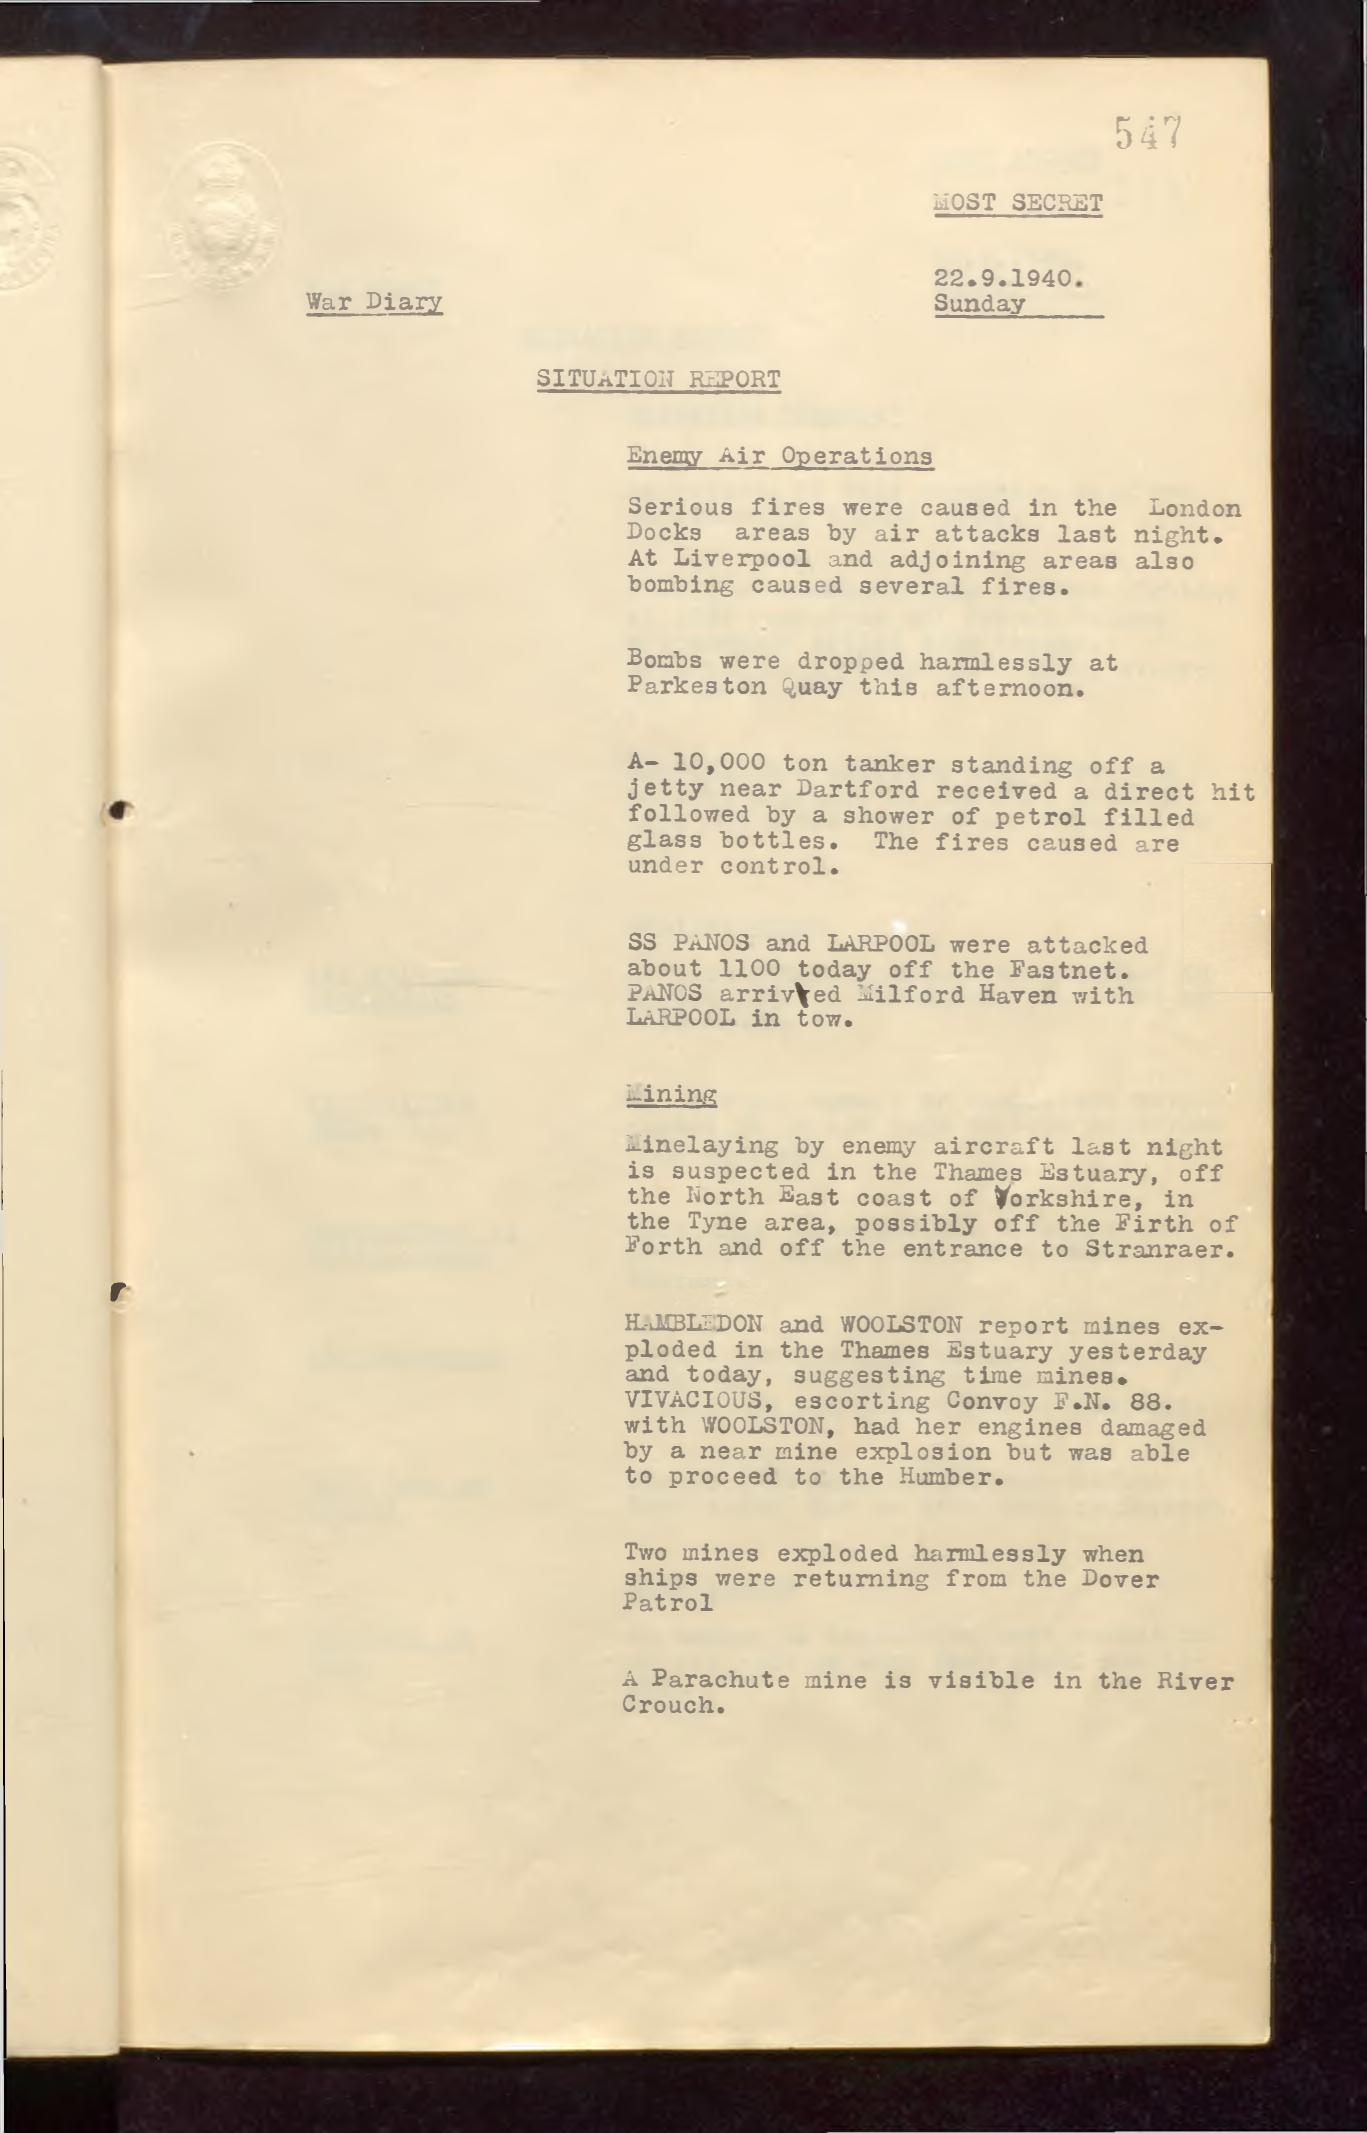 547
MOST SECRET
22.9.1940.
Sunday
War Diary
SITUATION REPORT
Enemy Air Operations
Serious fires were caused in the London
Docks areas by air attacks last night.
At Liverpool and adjoining areas also
bombing caused several fires.
Bombs were dropped harmlessly at
Parkeston Quay this afternoon.
A- 10,000 ton tanker standing off a
jetty near Dartford received a direct hit
followed by a shower of petrol filled
glass bottles. The fires caused are
under control.
SS PANOS and LARPOOL were attacked
about 1100 today off the Fastnet.
PANOS arrived Milford Haven with
LARPOOL in tow.
Mining
Minelaying by enemy aircraft last night
is suspected in the Thames Estuary, off
the North East coast of Yorkshire, in
the Tyne area, possibly off the Firth of
Forth and off the entrance to Stranraer.
HAMBLEDON and WOOLSTON report mines ex-
ploded in the Thames Estuary yesterday
and today, suggesting time mines.
VIVACIOUS, escorting Convoy F.N. 88.
with WOOLSTON, had her engines damaged
by a near mine explosion but was able
to proceed to the Humber.
Two mines exploded harmlessly when
ships were returning from the Dover
Patrol
A Parachute mine is visible in the River
Crouch.